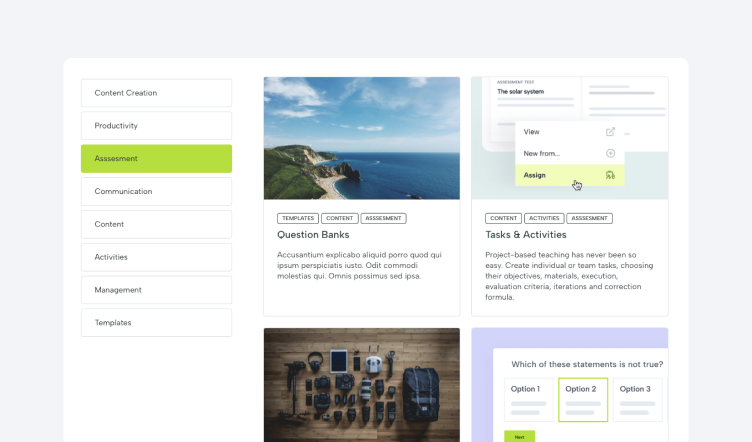 Content Creation
Productivity
Asssesment
Communication
Content
Activities
Management
Templates
TEMPLATES CONTENT ASSSESMENT
Question Banks
Accusantium explicabo aliquid porro quod qui
ipsum perspiciatis iusto. Odit commodi
molestias qui. Omnis possimus sed ipsa.
ASSESSMENT TEST
The solar system
View
New from...
Assign
CONTENT ACTIVITIES ASSSESMENT
Tasks & Activities
Project-based teaching has never been so
easy. Create individual or team tasks, choosing
their objectives, materials, execution,
evaluation criteria, iterations and correction
formula.
Which of these statements is not true?
Option 1 Option 2 Option 3
Next